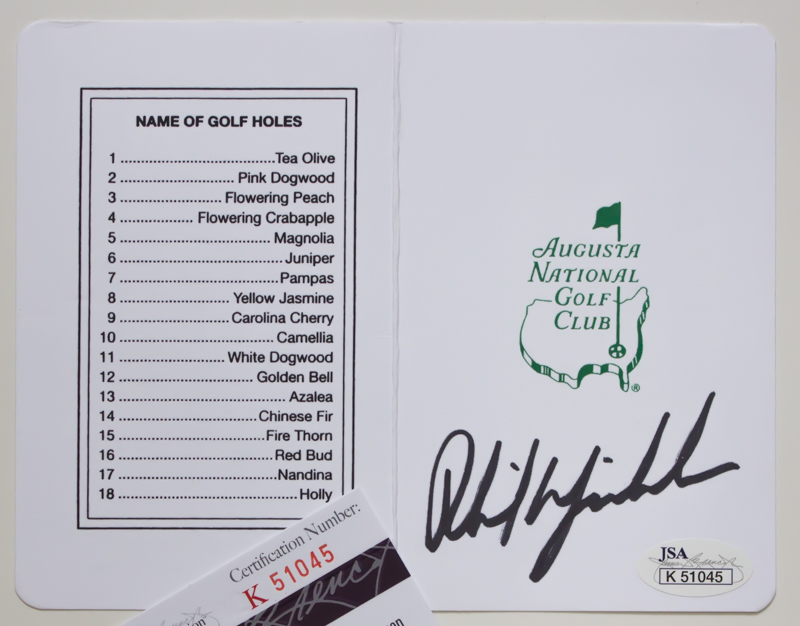 NAME OF GOLF HOLES
1 ............................................Tea Olive
2 ................................ Pink Dogwood
3 ............................. Flowering Peach
4 .................... Flowering Crabapple
5 ........................................... Magnolia
6 ...............................................Juniper
7 .............................................Pampas
8 ............................... Yellow Jasmine
9 ............................... Carolina Cherry
10 .............................................Camellia
11 .............................. White Dogwood
12 ...................................... Golden Bell
13 ................................................ Azalea
14 ........................................Chinese Fir
15 ..........................................Fire Thorn
16 ............................................. Red Bud
17 .............................................Nandina
18 ...................................................Holly
AUGUSTA
NATIONAL
GOLF
CLUB
®
Phil Mickelson
JSA
K 51045
Certification Number:
K 51045